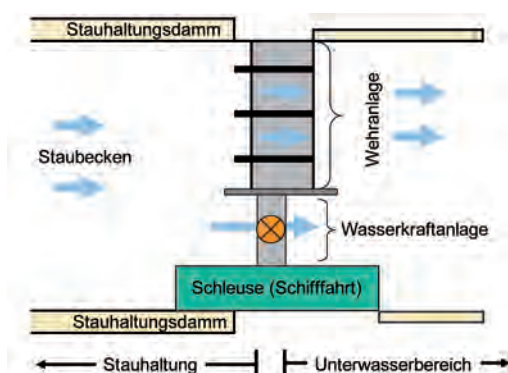 Stauhaltungsdamm
Wehranlage
Staubecken
Wasserkraftanlage
Schleuse (Schifffahrt)
Stauhaltungsdamm
Stauhaltung
Unterwasserbereich